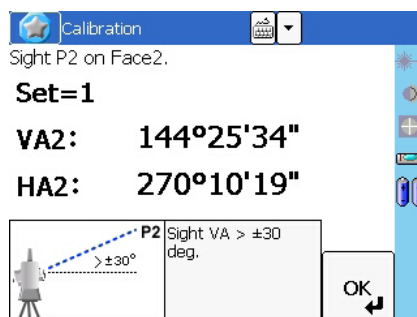 Calibration
Sight P2 on Face2.
Set=1
VA2: 144°25'34"
HA2: 270°10'19"
P2
>±30°
Sight VA > ±30
deg.
OK